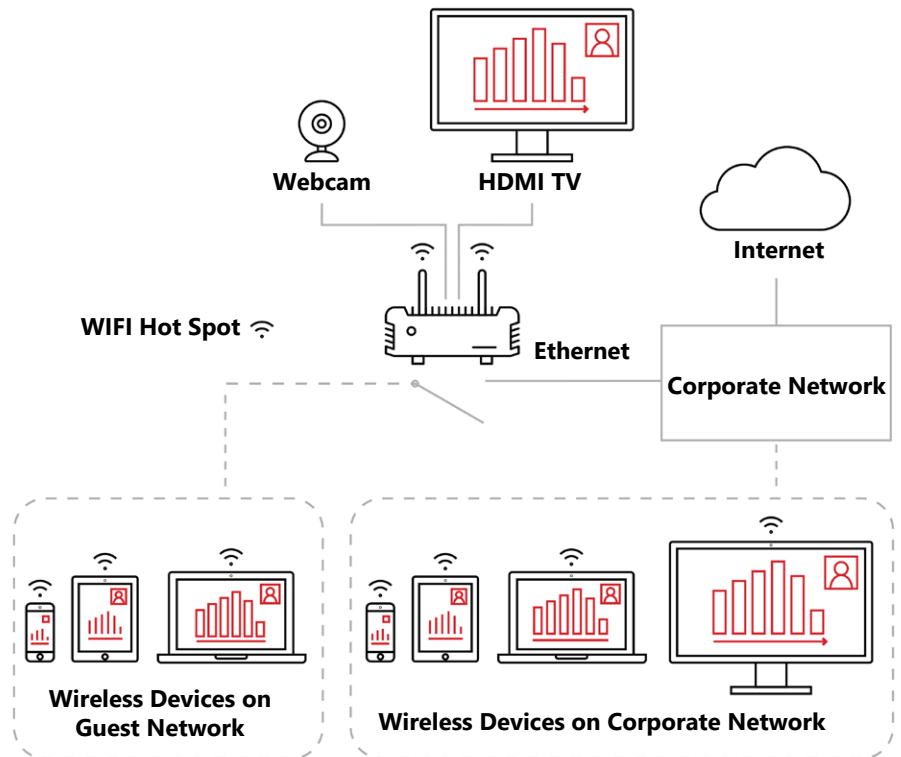 Webcam
HDMI TV
Internet
WIFI Hot Spot
Ethernet
Corporate Network
Wireless Devices on
Guest Network
Wireless Devices on Corporate Network